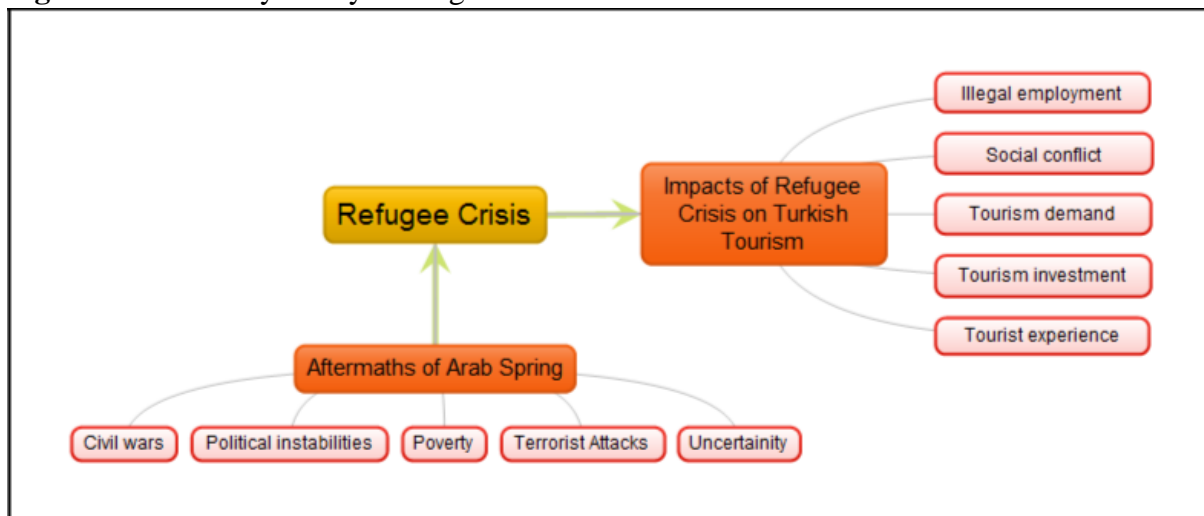 Illegal employment
Social conflict
Impacts of Refugee
Crisis on Turkish
Tourism
Refugee Crisis
Tourism demand
Tourism investment
Tourist experience
Aftermaths of Arab Spring
Civil wars
Political instabilities
Poverty
Terrorist Attacks
Uncertainity